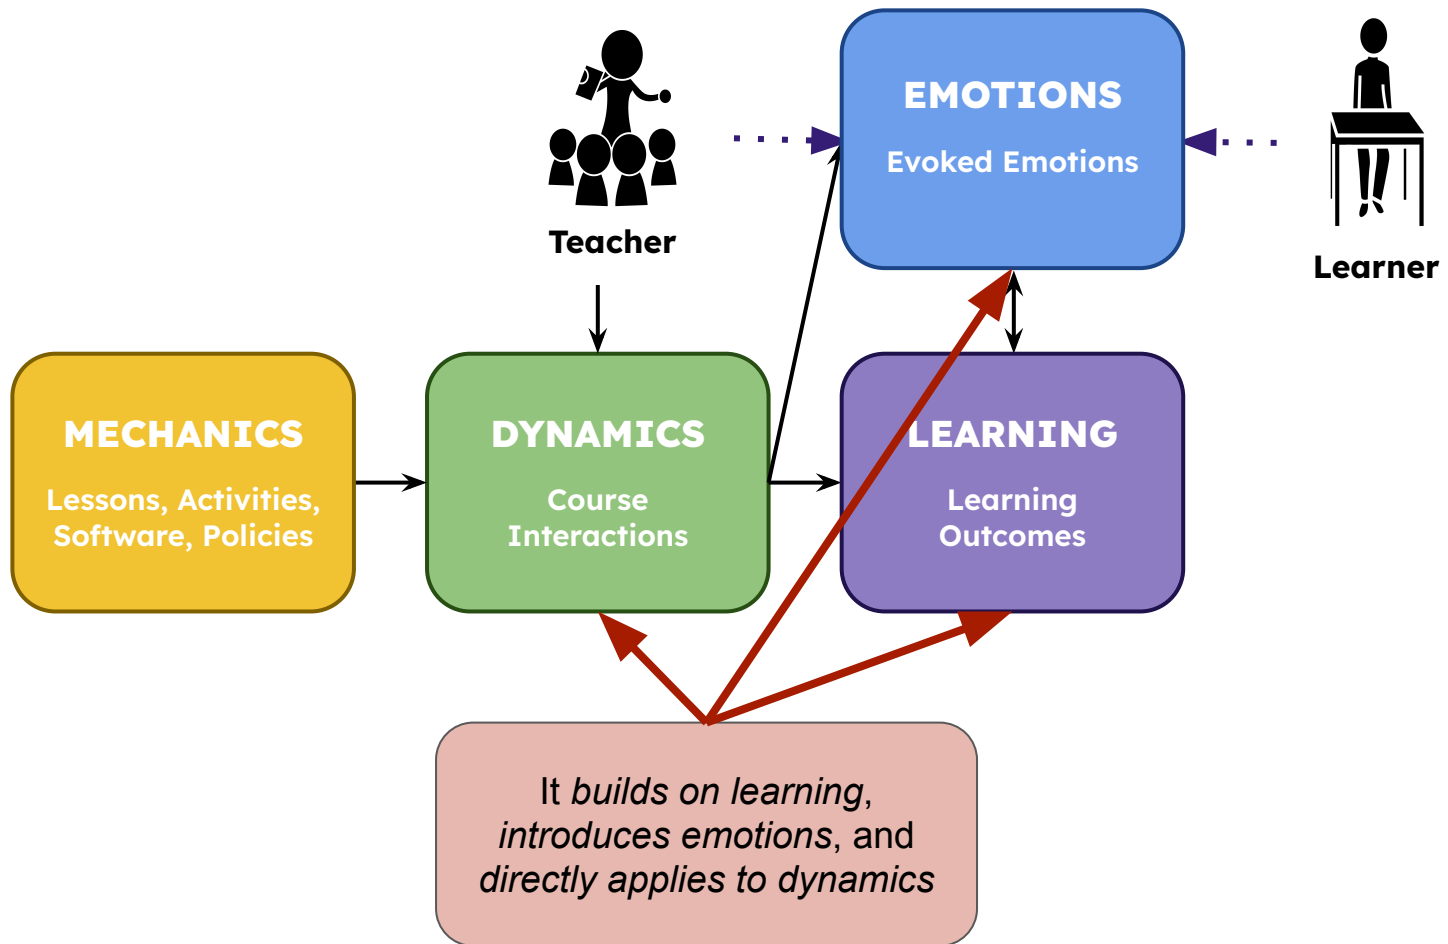 EMOTIONS
Evoked Emotions
Teacher
Learner
MECHANICS
Lessons, Activities,
Software, Policies
DYNAMICS
Course
Interactions
LEARNING
Learning
Outcomes
It builds on learning,
introduces emotions, and
directly applies to dynamics